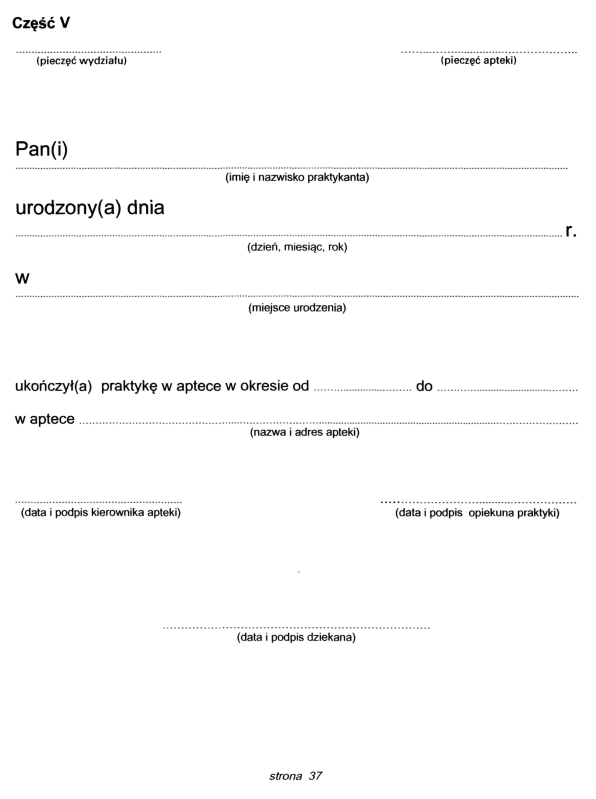 Część V
.......................................................... ..........................................................
(pieczęć wydziału) (pieczęć apteki)
Pan(i)
..........................................................
(imię i nazwisko praktykanta)
urodzony(a) dnia
.......................................................... r.
(dzień, miesiąc, rok)
w
..........................................................
(miejsce urodzenia)
ukończył(a) praktykę w aptece w okresie od ............................. do .......................................
w aptece ..........................................................
(nazwa i adres apteki)
.......................................................... ..........................................................
(data i podpis kierownika apteki) (data i podpis opiekuna praktyki)
..........................................................
(data i podpis dziekana)
strona 37